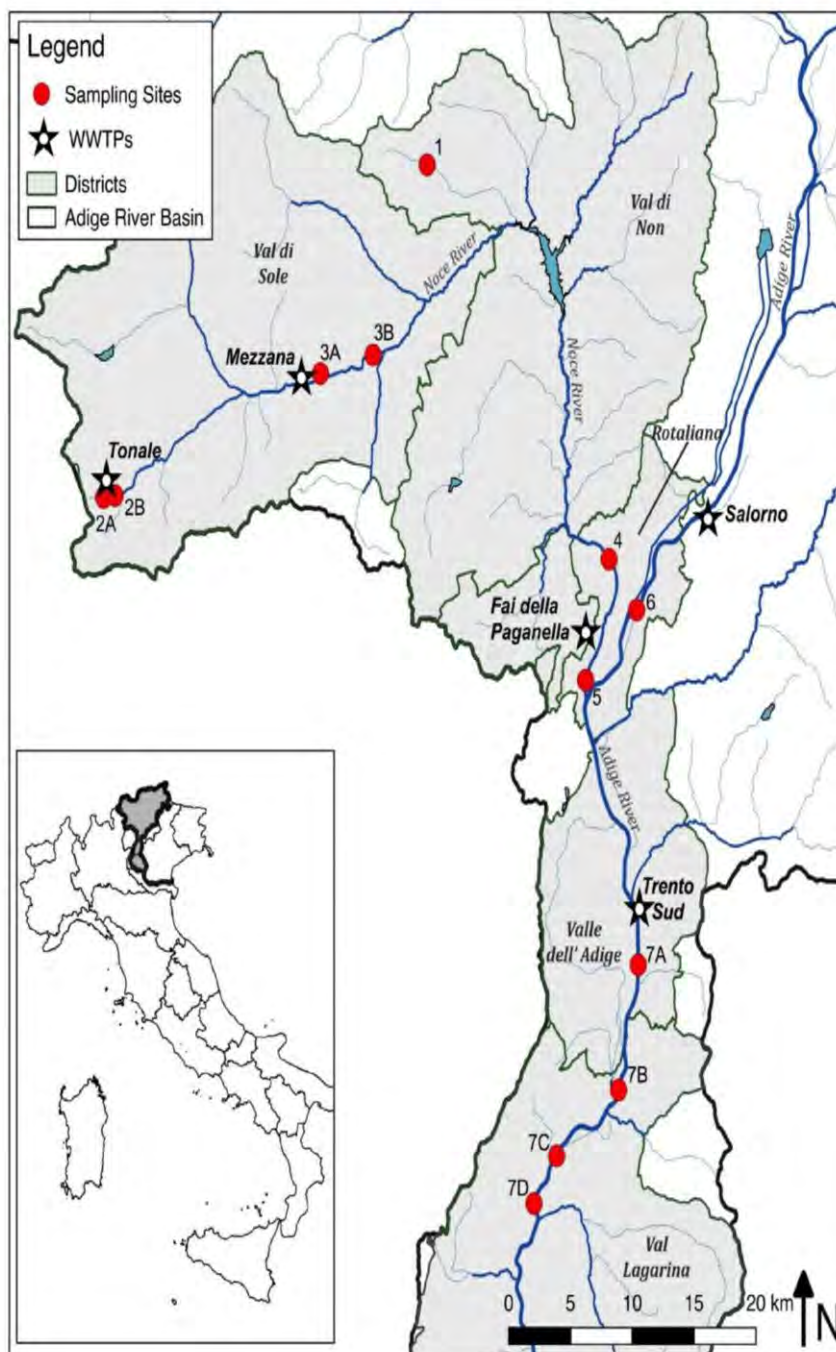 Legend
Sampling Sites
WWTPs
Districts
Adige River Basin
1
Val di
Non
Val di
Sole
Noce River
Adige River
3B
3A
Mezzana
Noce River
Rotaliana
Tonale
2B
2A
Salorno
4
6
Fai della
Paganella
5
Adige River
Trento
Sud
Valle
dell' Adige
7A
7B
7C
7D
Val
Lagarina
0 5 10 15 20 km
N